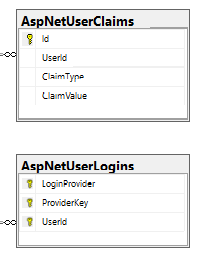 AspNetUserClaims
Id
UserId
ClaimType
ClaimValue
AspNetUserLogins
LoginProvider
ProviderKey
UserId